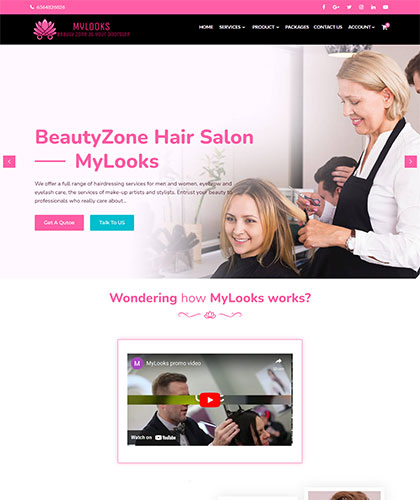 6364826626
MYLOOKS
BEAUTY ZONE AT YOUR DOORSTEP
HOME SERVICES PRODUCT PACKAGES CONTACT US ACCOUNT
BeautyZone Hair Salon
MyLooks
We offer a full range of hairdressing services for men and women, eyebrow and
eyelash care, the services of make-up artists and stylists. Entrust your beauty to
professionals who really care about...
Get A Qutoe Talk To US
Wondering how MyLooks works?
M MyLooks promo video
Share
Watch on YouTube